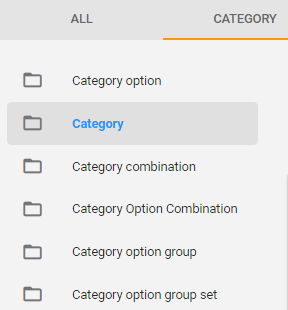 ALL CATEGORY
Category option
Category
Category combination
Category Option Combination
Category option group
Category option group set